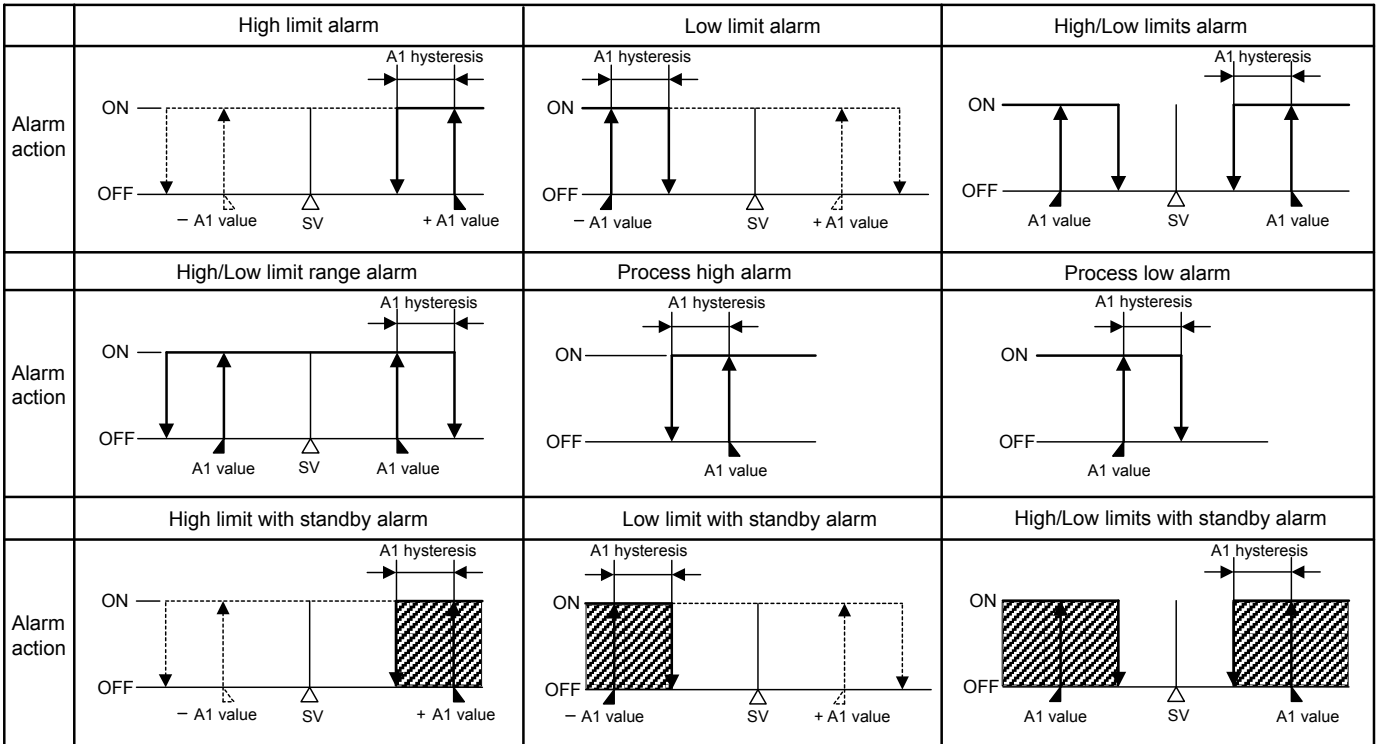 High limit alarm
Low limit alarm
High/Low limits alarm
Alarm
action
A1 hysteresis
ON
OFF
– A1 value
SV
+ A1 value
A1 hysteresis
ON
OFF
– A1 value
SV
+ A1 value
A1 hysteresis
ON
OFF
A1 value
SV
A1 value
High/Low limit range alarm
Process high alarm
Process low alarm
Alarm
action
A1 hysteresis
ON
OFF
A1 value
SV
A1 value
A1 hysteresis
ON
OFF
A1 value
A1 hysteresis
ON
OFF
A1 value
High limit with standby alarm
Low limit with standby alarm
High/Low limits with standby alarm
Alarm
action
A1 hysteresis
ON
OFF
– A1 value
SV
+ A1 value
A1 hysteresis
ON
OFF
– A1 value
SV
+ A1 value
A1 hysteresis
ON
OFF
A1 value
SV
A1 value